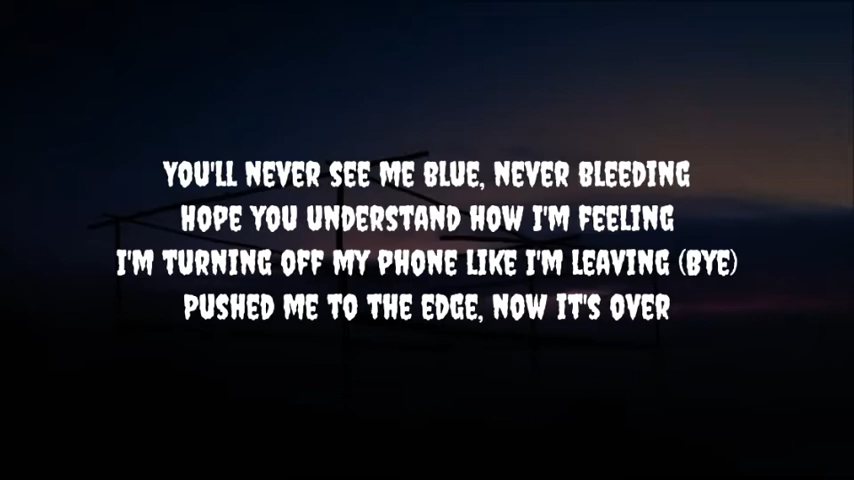 YOU'LL NEVER SEE ME BLUE, NEVER BLEEDING
HOPE YOU UNDERSTAND HOW I'M FEELING
I'M TURNING OFF MY PHONE LIKE I'M LEAVING (BYE)
PUSHED ME TO THE EDGE, NOW IT'S OVER